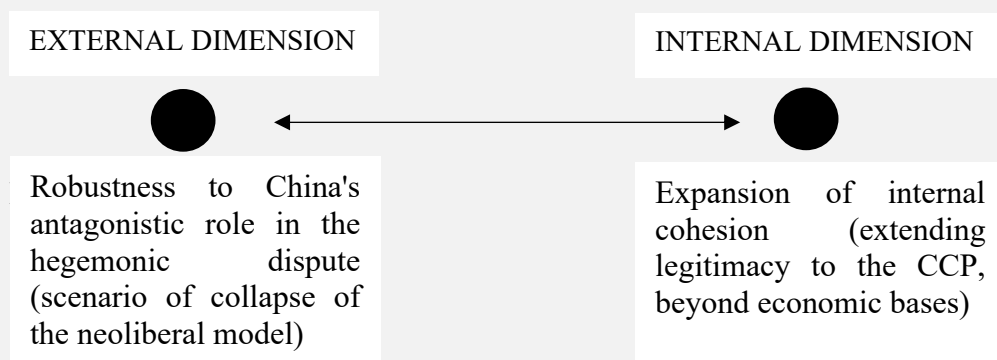 EXTERNAL DIMENSION
INTERNAL DIMENSION
Robustness to China's
antagonistic role in the
hegemonic dispute
(scenario of collapse of
the neoliberal model)
Expansion of internal
cohesion (extending
legitimacy to the CCP,
beyond economic bases)